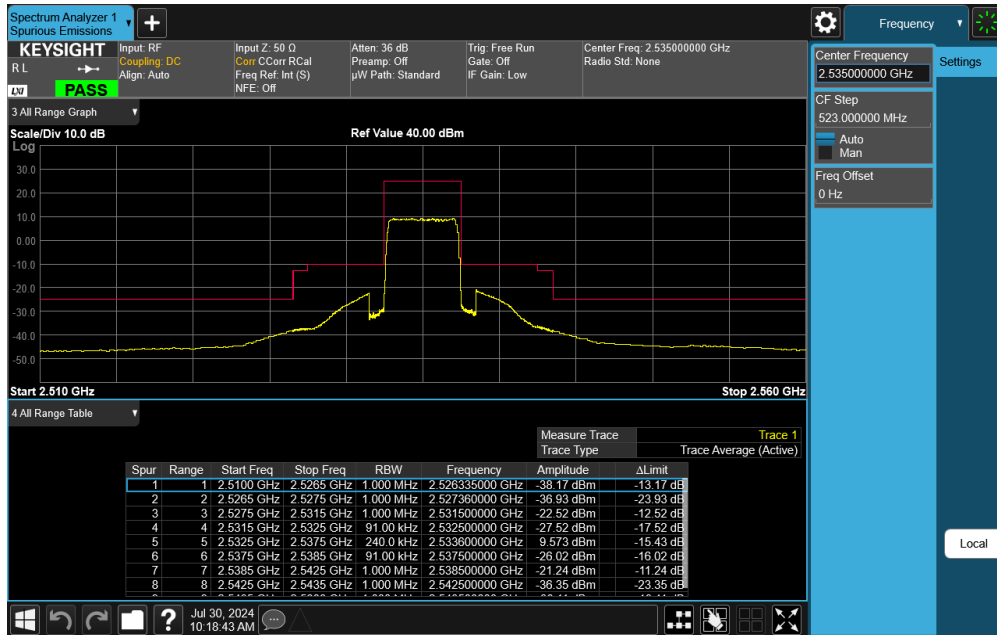 Spectrum Analyzer 1
Spurious Emissions
Frequency
KEYSIGHT
R L
LXI
PASS
Input: RF
Coupling: DC
Align: Auto
Input Z: 50 Ω
Corr CCorr RCal
Freq Ref: Int (S)
NFE: Off
Atten: 36 dB
Preamp: Off
µW Path: Standard
Trig: Free Run
Gate: Off
IF Gain: Low
Center Freq: 2.535000000 GHz
Radio Std: None
Center Frequency
2.535000000 GHz
Settings
CF Step
523.000000 MHz
Auto
Man
Freq Offset
0 Hz
3 All Range Graph
Scale/Div 10.0 dB
Ref Value 40.00 dBm
Log
30.0
20.0
10.0
0.00
-10.0
-20.0
-30.0
-40.0
-50.0
Start 2.510 GHz
Stop 2.560 GHz
4 All Range Table
Measure Trace Trace 1
Trace Type Trace Average (Active)
Spur Range Start Freq Stop Freq RBW Frequency Amplitude ΔLimit
1 1 2.5100 GHz 2.5265 GHz 1.000 MHz 2.526335000 GHz -38.17 dBm -13.17 dB
2 2 2.5265 GHz 2.5275 GHz 1.000 MHz 2.527360000 GHz -36.93 dBm -23.93 dB
3 3 2.5275 GHz 2.5315 GHz 1.000 MHz 2.531500000 GHz -22.52 dBm -12.52 dB
4 4 2.5315 GHz 2.5325 GHz 91.00 kHz 2.532500000 GHz -27.52 dBm -17.52 dB
5 5 2.5325 GHz 2.5375 GHz 240.0 kHz 2.533600000 GHz 9.573 dBm -15.43 dB
6 6 2.5375 GHz 2.5385 GHz 91.00 kHz 2.537500000 GHz -26.02 dBm -16.02 dB
7 7 2.5385 GHz 2.5425 GHz 1.000 MHz 2.538500000 GHz -21.24 dBm -11.24 dB
8 8 2.5425 GHz 2.5435 GHz 1.000 MHz 2.542500000 GHz -36.35 dBm -23.35 dB
Local
Jul 30, 2024
10:18:43 AM